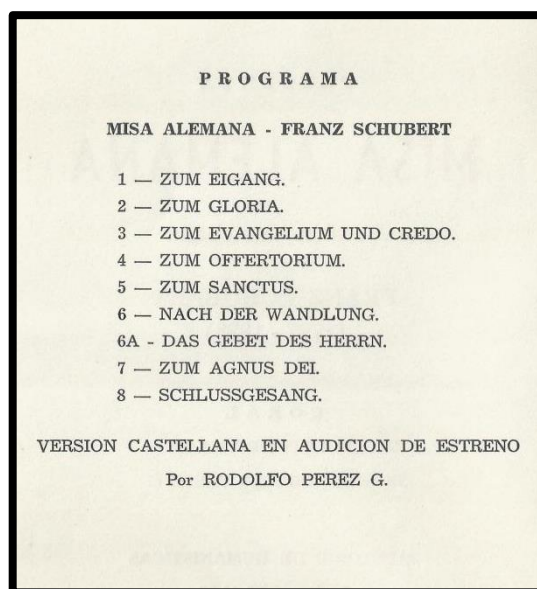 PROGRAMA
MISA ALEMANA - FRANZ SCHUBERT
1 — ZUM EIGANG.
2 — ZUM GLORIA.
3 — ZUM EVANGELIUM UND CREDO.
4 — ZUM OFFERTORIUM.
5 — ZUM SANCTUS.
6 — NACH DER WANDLUNG.
6A - DAS GEBET DES HERRN.
7 — ZUM AGNUS DEI.
8 — SCHLUSSGESANG.
VERSION CASTELLANA EN AUDICION DE ESTRENO
Por RODOLFO PEREZ G.